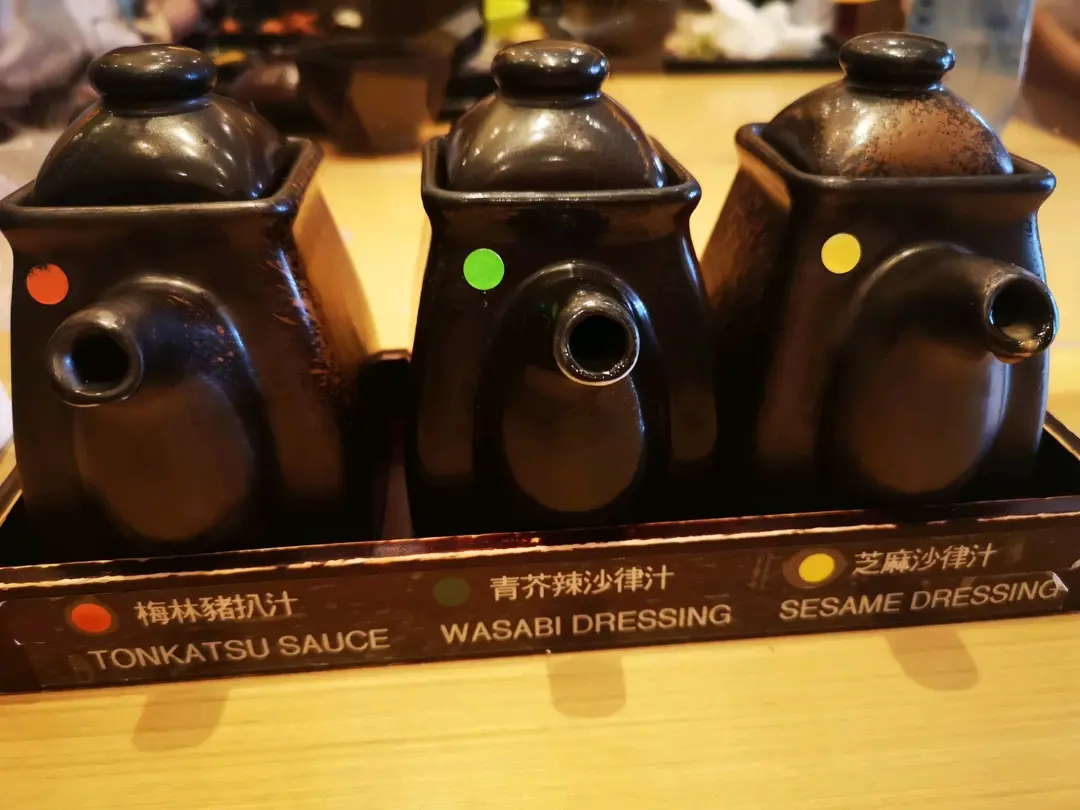 梅林豬扒汁
TONKATSU SAUCE
青芥辣沙律汁
WASABI DRESSING
芝麻沙律汁
SESAME DRESSING